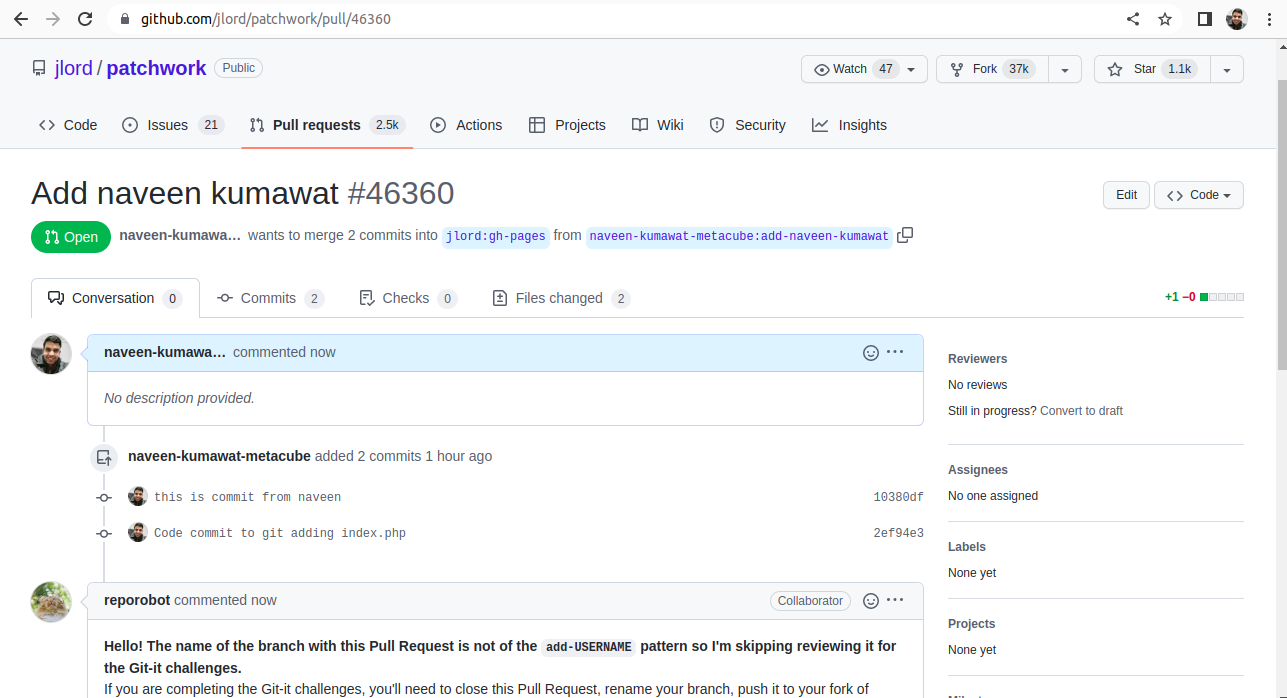 github.com/jlord/patchwork/pull/46360
jlord / patchwork Public
Watch 47 Fork 37k Star 1.1k
Code Issues 21 Pull requests 2.5k Actions Projects Wiki Security Insights
Add naveen kumawat #46360
Edit Code
Open naveen-kumawa... wants to merge 2 commits into jlord:gh-pages from naveen-kumawat-metacube:add-naveen-kumawat
Conversation 0 Commits 2 Checks 0 Files changed 2
+1 −0
naveen-kumawa... commented now
No description provided.
naveen-kumawat-metacube added 2 commits 1 hour ago
this is commit from naveen 10380df
Code commit to git adding index.php 2ef94e3
reporobot commented now Collaborator
Hello! The name of the branch with this Pull Request is not of the add-USERNAME pattern so I'm skipping reviewing it for
the Git-it challenges.
If you are completing the Git-it challenges, you'll need to close this Pull Request, rename your branch, push it to your fork of
Reviewers
No reviews
Still in progress? Convert to draft
Assignees
No one assigned
Labels
None yet
Projects
None yet